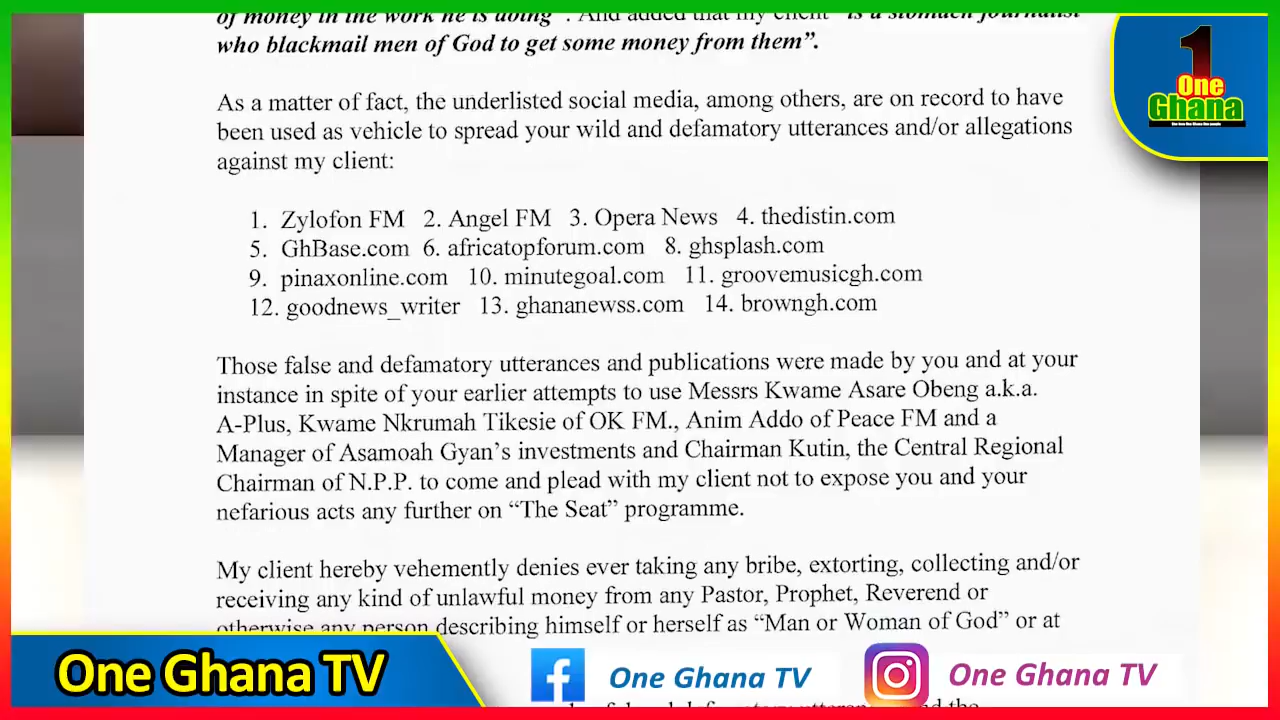 of money in the work he is doing". And added that my client "is a stomach journalist
who blackmail men of God to get some money from them".
As a matter of fact, the underlisted social media, among others, are on record to have
been used as vehicle to spread your wild and defamatory utterances and/or allegations
against my client:
1. Zylofon FM 2. Angel FM 3. Opera News 4. thedistin.com
5. GhBase.com 6. africatopforum.com 8. ghsplash.com
9. pinaxonline.com 10. minutegoal.com 11. groovemusicgh.com
12. goodnews_writer 13. ghananewss.com 14. browngh.com
Those false and defamatory utterances and publications were made by you and at your
instance in spite of your earlier attempts to use Messrs Kwame Asare Obeng a.k.a.
A-Plus, Kwame Nkrumah Tikesie of OK FM., Anim Addo of Peace FM and a
Manager of Asamoah Gyan's investments and Chairman Kutin, the Central Regional
Chairman of N.P.P. to come and plead with my client not to expose you and your
nefarious acts any further on "The Seat" programme.
My client hereby vehemently denies ever taking any bribe, extorting, collecting and/or
receiving any kind of unlawful money from any Pastor, Prophet, Reverend or
otherwise any person describing himself or herself as "Man or Woman of God" or at
1
One
Ghana
One Ghana TV
One Ghana TV
One Ghana TV